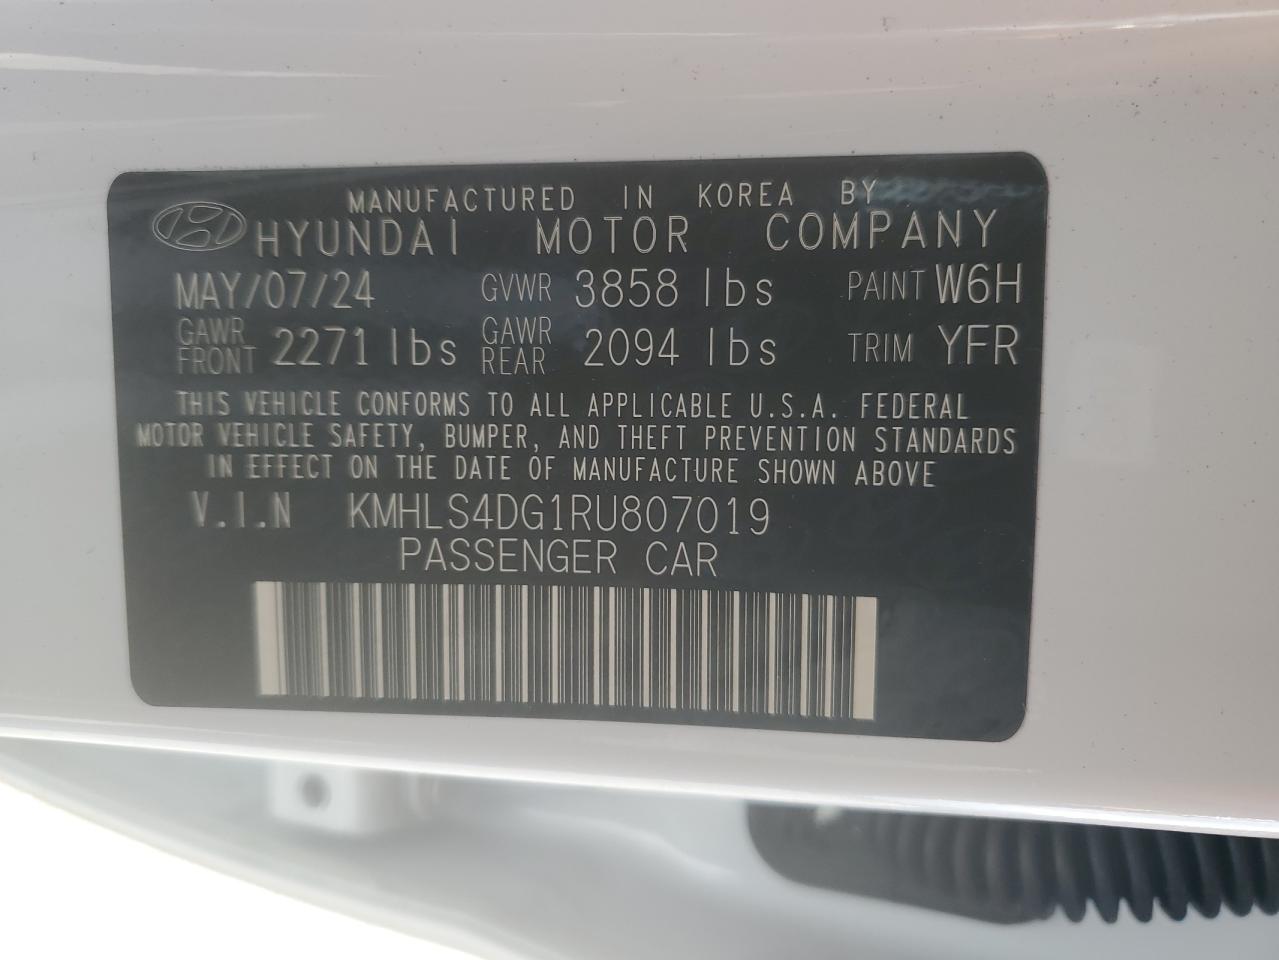 MANUFACTURED IN KOREA BY
HYUNDAI MOTOR COMPANY
MAY/07/24 GVWR 3858 lbs PAINT W6H
GAWR FRONT 2271 lbs GAWR REAR 2094 lbs TRIM YFR
THIS VEHICLE CONFORMS TO ALL APPLICABLE U.S.A. FEDERAL
MOTOR VEHICLE SAFETY, BUMPER, AND THEFT PREVENTION STANDARDS
IN EFFECT ON THE DATE OF MANUFACTURE SHOWN ABOVE
V.I.N KMHLS4DG1RU807019
PASSENGER CAR